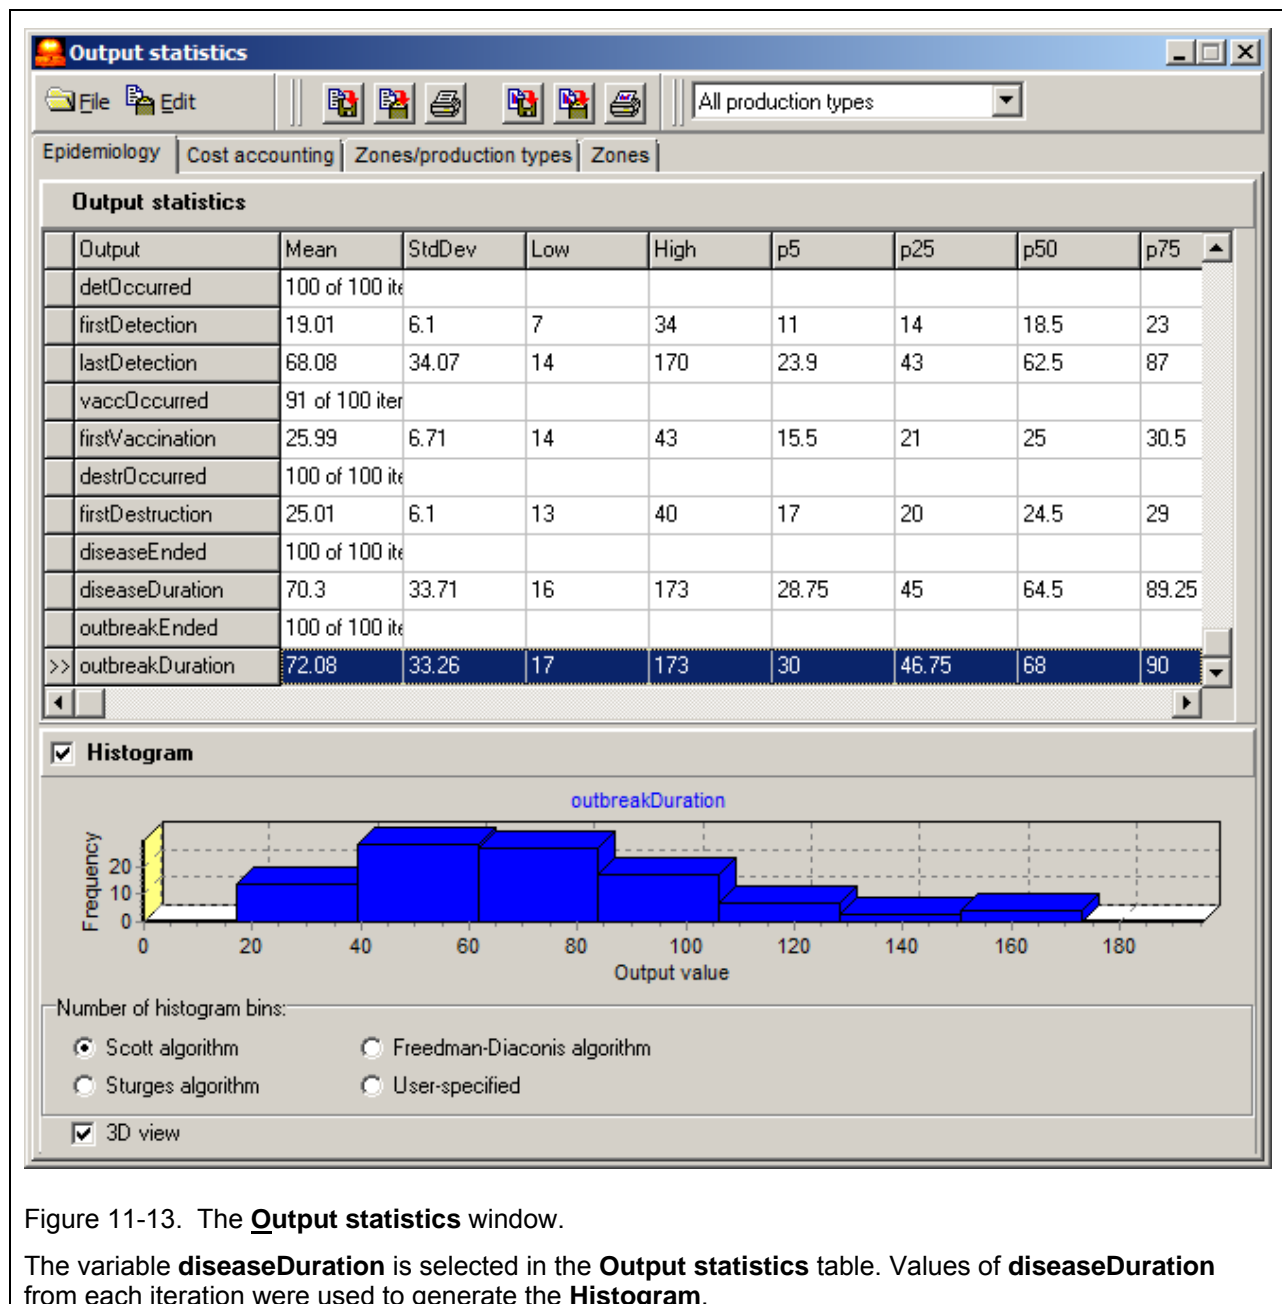 Output statistics
File Edit All production types
Epidemiology Cost accounting Zones/production types Zones
Output statistics
Output Mean StdDev Low High p5 p25 p50 p75
detOccurred 100 of 100 ite
firstDetection 19.01 6.1 7 34 11 14 18.5 23
lastDetection 68.08 34.07 14 170 23.9 43 62.5 87
vaccOccurred 91 of 100 iter
firstVaccination 25.99 6.71 14 43 15.5 21 25 30.5
destrOccurred 100 of 100 ite
firstDestruction 25.01 6.1 13 40 17 20 24.5 29
diseaseEnded 100 of 100 ite
diseaseDuration 70.3 33.71 16 173 28.75 45 64.5 89.25
outbreakEnded 100 of 100 ite
>> outbreakDuration 72.08 33.26 17 173 30 46.75 68 90
Histogram
outbreakDuration
Frequency
20
10
0
0 20 40 60 80 100 120 140 160 180
Output value
Number of histogram bins:
Scott algorithm Freedman-Diaconis algorithm
Sturges algorithm User-specified
3D view
Figure 11-13. The Output statistics window.
The variable diseaseDuration is selected in the Output statistics table. Values of diseaseDuration
from each iteration were used to generate the Histogram.